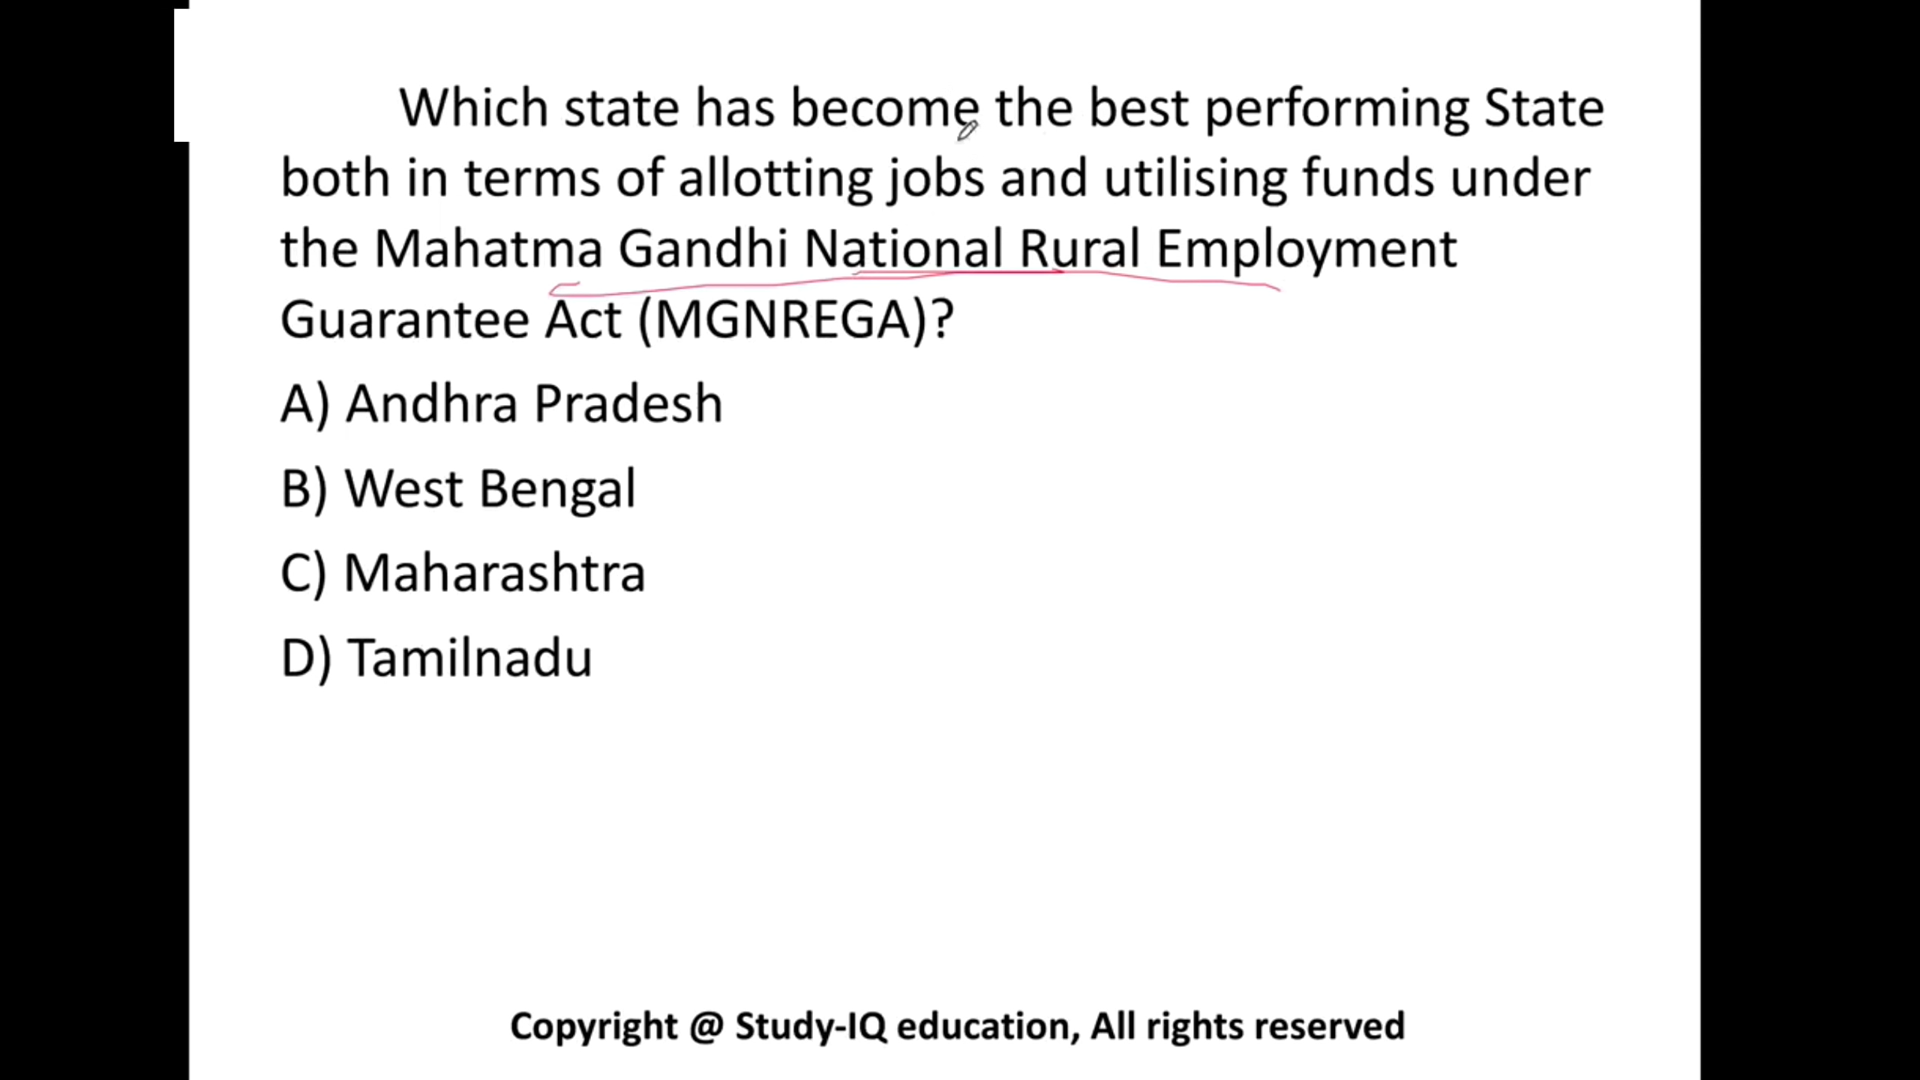 Which state has become the best performing State
both in terms of allotting jobs and utilising funds under
the Mahatma Gandhi National Rural Employment
Guarantee Act (MGNREGA)?
A) Andhra Pradesh
B) West Bengal
C) Maharashtra
D) Tamilnadu
Copyright @ Study-IQ education, All rights reserved